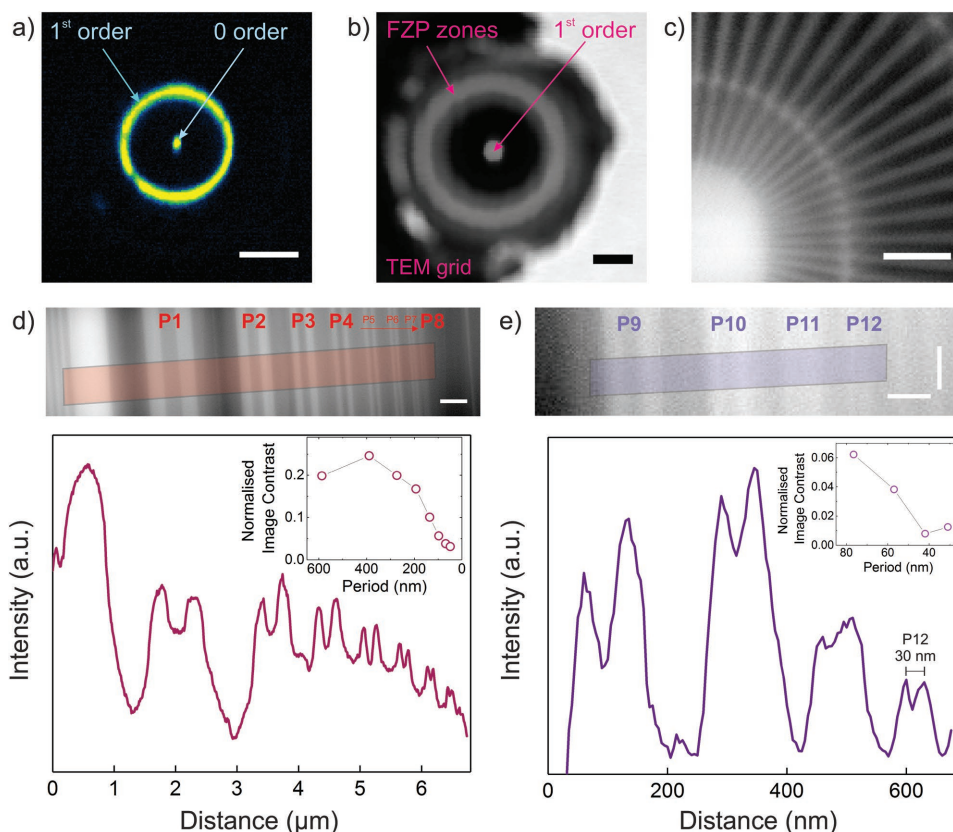 a)
1st order
0 order
b)
FZP zones
1st order
TEM grid
c)
d)
P1 P2 P3 P4 P5 P6 P7 P8
e)
P9 P10 P11 P12
Intensity (a.u.)
0 1 2 3 4 5 6
Distance (µm)
Normalised
Image Contrast
0.2
0.1
0.0
600 400 200 0
Period (nm)
Intensity (a.u.)
0 200 400 600
Distance (nm)
Normalised
Image Contrast
0.06
0.04
0.02
0.00
80 60 40
Period (nm)
P12
30 nm